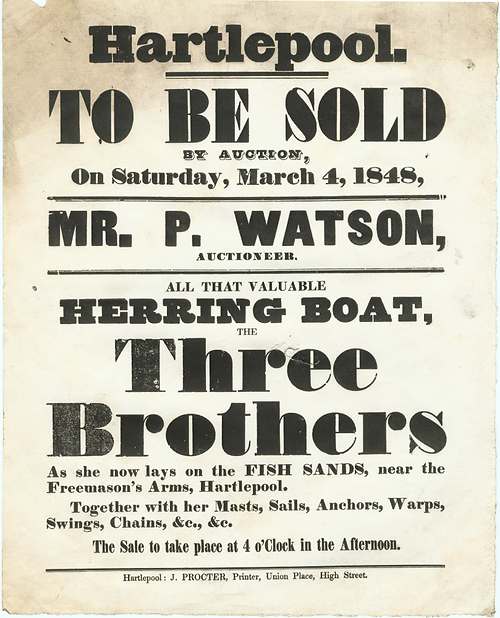 Hartlepool.
TO BE SOLD
BY AUCTION,
On Saturday, March 4, 1848,
MR. P. WATSON,
AUCTIONEER.
ALL THAT VALUABLE
HERRING BOAT,
THE
Three
Brothers
As she now lays on the FISH SANDS, near the
Freemason's Arms, Hartlepool.
Together with her Masts, Sails, Anchors, Warps,
Swings, Chains, &c., &c.
The Sale to take place at 4 o'Clock in the Afternoon.
Hartlepool: J. PROCTER, Printer, Union Place, High Street.